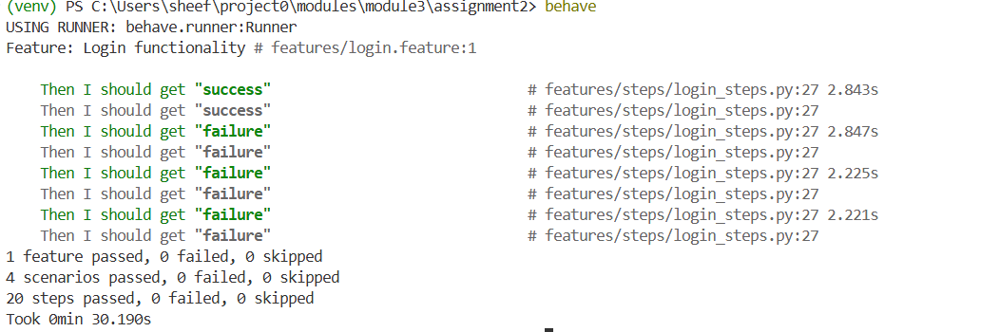 (venv) PS C:\Users\sheef\project0\modules\module3\assignment2> behave
USING RUNNER: behave.runner:Runner
Feature: Login functionality # features/login.feature:1
Then I should get "success" # features/steps/login_steps.py:27 2.843s
Then I should get "success" # features/steps/login_steps.py:27
Then I should get "failure" # features/steps/login_steps.py:27 2.847s
Then I should get "failure" # features/steps/login_steps.py:27
Then I should get "failure" # features/steps/login_steps.py:27 2.225s
Then I should get "failure" # features/steps/login_steps.py:27
Then I should get "failure" # features/steps/login_steps.py:27 2.221s
Then I should get "failure" # features/steps/login_steps.py:27
1 feature passed, 0 failed, 0 skipped
4 scenarios passed, 0 failed, 0 skipped
20 steps passed, 0 failed, 0 skipped
Took 0min 30.190s